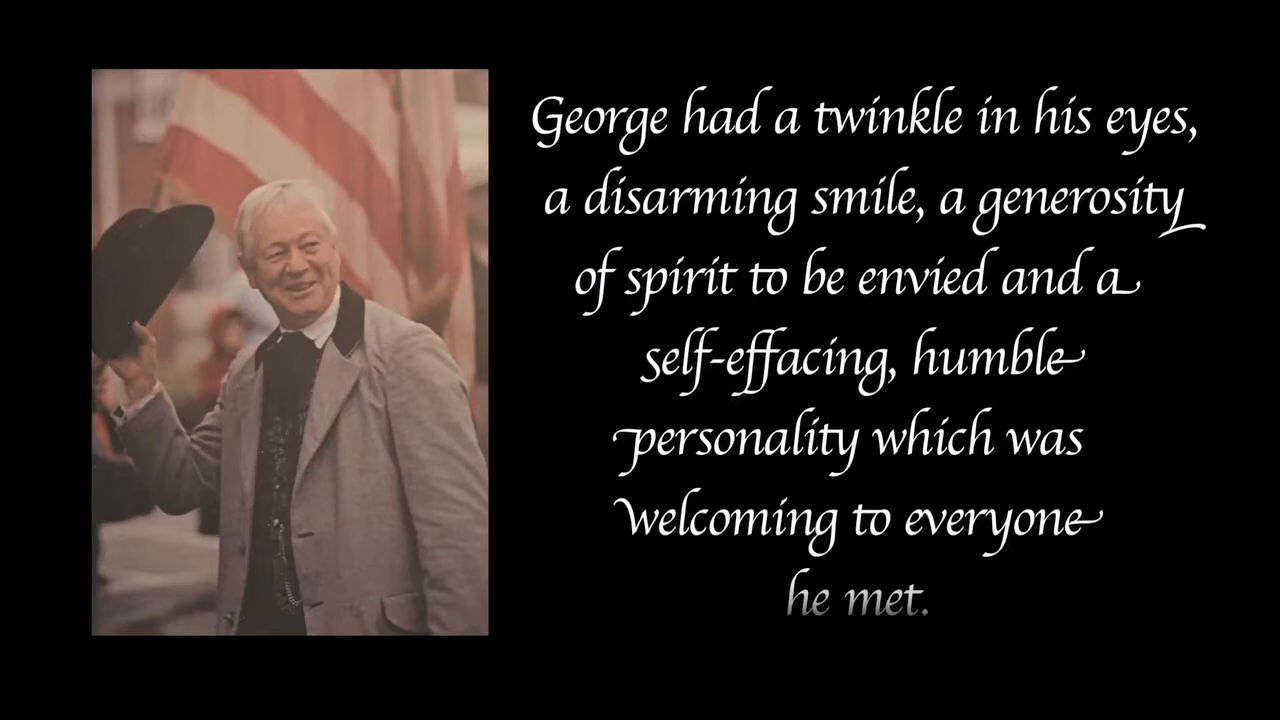 George had a twinkle in his eyes,
a disarming smile, a generosity
of spirit to be envied and a
self-effacing, humble
personality which was
welcoming to everyone
he met.